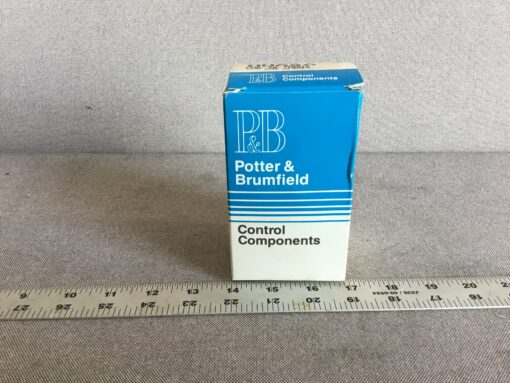 P&B
Control
Components
P&B
Potter &
Brumfield
Control
Components
9 10 11 12 13 14 15 16 17 18 19 20